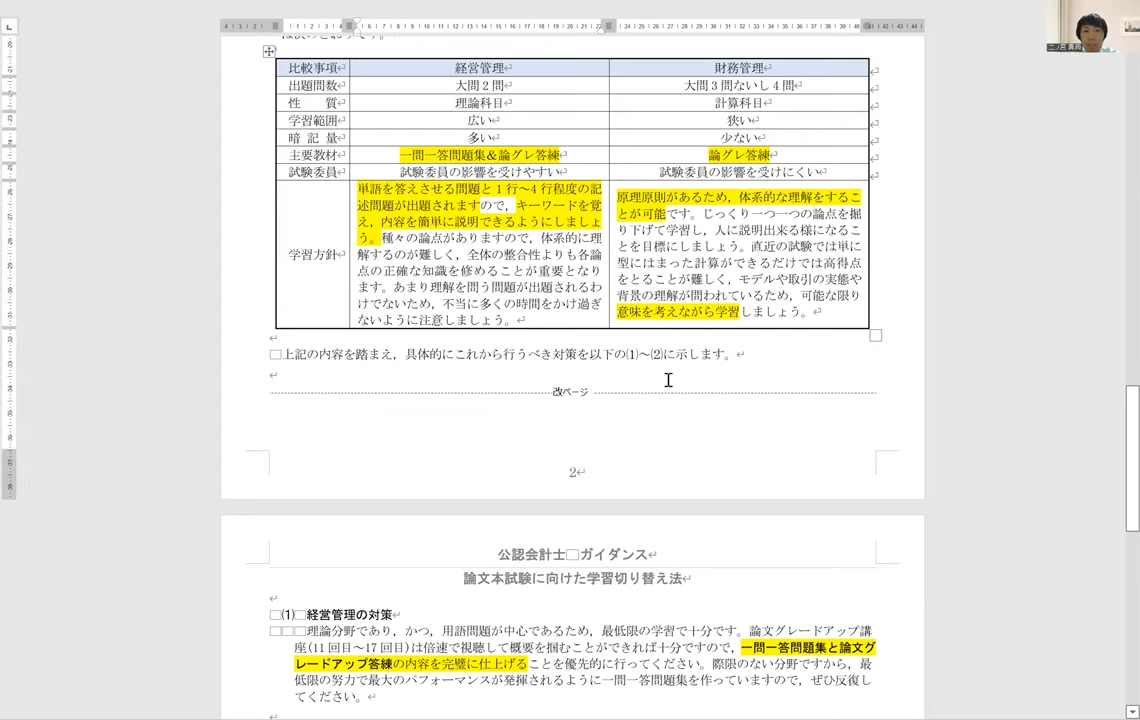 比較事項 経営管理 財務管理
出題問数 大問２問 大問３問ないし４問
性　質 理論科目 計算科目
学習範囲 広い 狭い
暗記量 多い 少ない
主要教材 一問一答問題集＆論グレ答練 論グレ答練
試験委員 試験委員の影響を受けやすい 試験委員の影響を受けにくい
学習方針
単語を答えさせる問題と１行～４行程度の記
述問題が出題されますので，キーワードを覚
え，内容を簡単に説明できるようにしましょ
う。種々の論点がありますので，体系的に理
解するのが難しく，全体の整合性よりも各論
点の正確な知識を修めることが重要となり
ます。あまり理解を問う問題が出題されるわ
けでないため，不当に多くの時間をかけ過ぎ
ないように注意しましょう。
原理原則があるため，体系的な理解をするこ
とが可能です。じっくり一つ一つの論点を掘
り下げて学習し，人に説明出来る様になるこ
とを目標にしましょう。直近の試験では単に
型にはまった計算ができるだけでは高得点
をとることが難しく，モデルや取引の実態や
背景の理解が問われているため，可能な限り
意味を考えながら学習しましょう。
上記の内容を踏まえ，具体的にこれから行うべき対策を以下の⑴～⑵に示します。
改ページ
2
公認会計士□ガイダンス
論文本試験に向けた学習切り替え法
⑴□経営管理の対策
理論分野であり，かつ，用語問題が中心であるため，最低限の学習で十分です。論文グレードアップ講
座(11 回目～17 回目)は倍速で視聴して概要を掴むことができれば十分ですので，一問一答問題集と論文グ
レードアップ答練の内容を完璧に仕上げることを優先的に行ってください。際限のない分野ですから，最
低限の努力で最大のパフォーマンスが発揮されるように一問一答問題集を作っていますので，ぜひ反復し
てください。